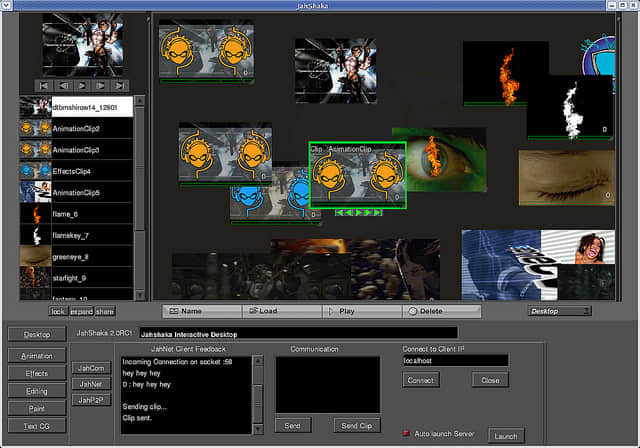 JahShaka
dtbmshirow14_12801
AnimationClip2
AnimationClip3
EffectsClip4
AnimationClip5
flame_6
flamekey_7
greeneye_8
starfight_9
fantasy_10
Clip AnimationClip
0
0
0
0
0
0
lock expand share
Name
Load
Play
Delete
Desktop
Desktop
JahShaka 2.0RC1
Jahshaka Interactive Desktop
Animation
Effects
Editing
Paint
Text CG
JahCom
JahNet
JahP2P
JahNet Client Feedback
Incoming Connection on socket :58
hey hey hey
0 : hey hey hey
Sending clip...
Clip sent.
Communication
Send
Send Clip
Connect to Client IP
localhost
Connect
Close
Auto launch Server
Launch